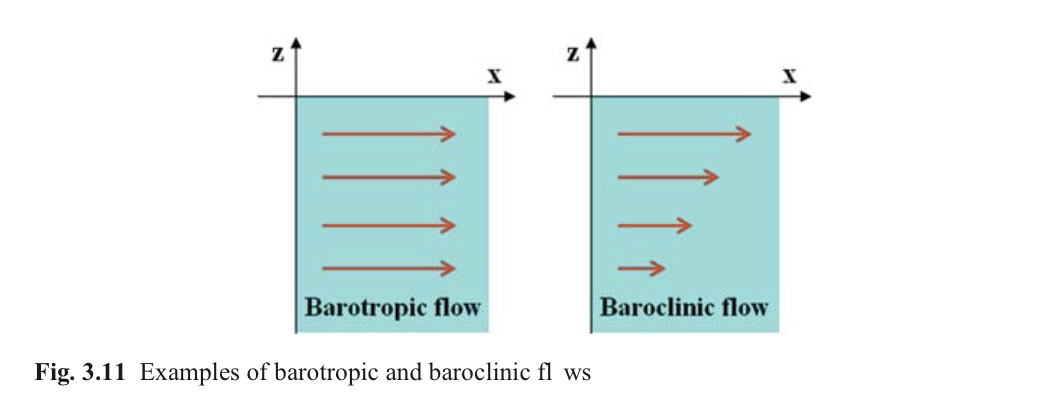 z
x
z
x
Barotropic flow
Baroclinic flow
Fig. 3.11 Examples of barotropic and baroclinic fl ws